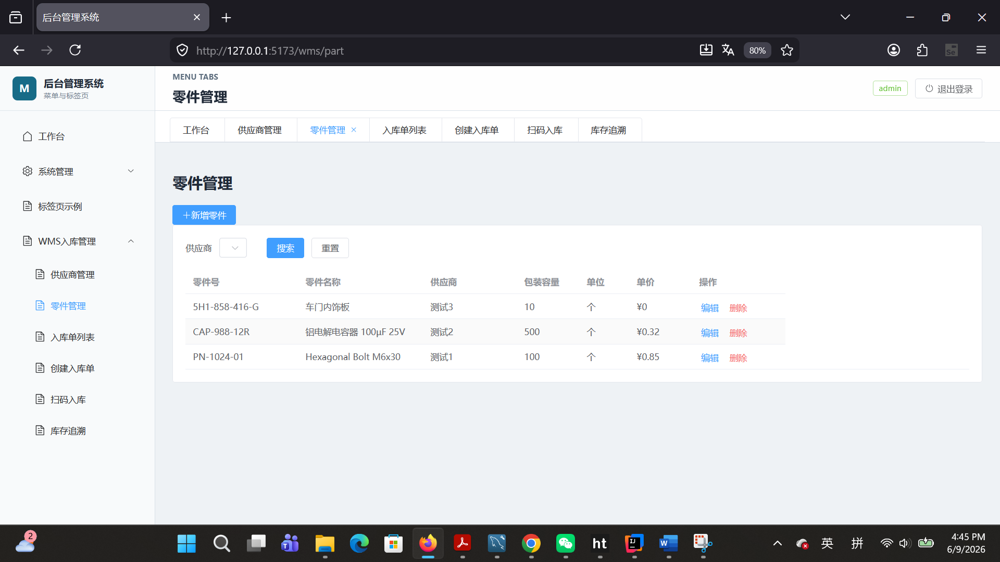 后台管理系统
http://127.0.0.1:5173/wms/part
80%
Se
M
后台管理系统
菜单与标签页
MENU TABS
零件管理
admin
退出登录
工作台
供应商管理
零件管理
入库单列表
创建入库单
扫码入库
库存追溯
工作台
系统管理
标签页示例
WMS入库管理
供应商管理
零件管理
入库单列表
创建入库单
扫码入库
库存追溯
零件管理
+新增零件
供应商
搜索
重置
零件号 零件名称 供应商 包装容量 单位 单价 操作
5H1-858-416-G 车门内饰板 测试3 10 个 ¥0 编辑 删除
CAP-988-12R 铝电解电容器 100μF 25V 测试2 500 个 ¥0.32 编辑 删除
PN-1024-01 Hexagonal Bolt M6x30 测试1 100 个 ¥0.85 编辑 删除
2
T
ht
IJ
W
英
拼
4:45 PM
6/9/2026